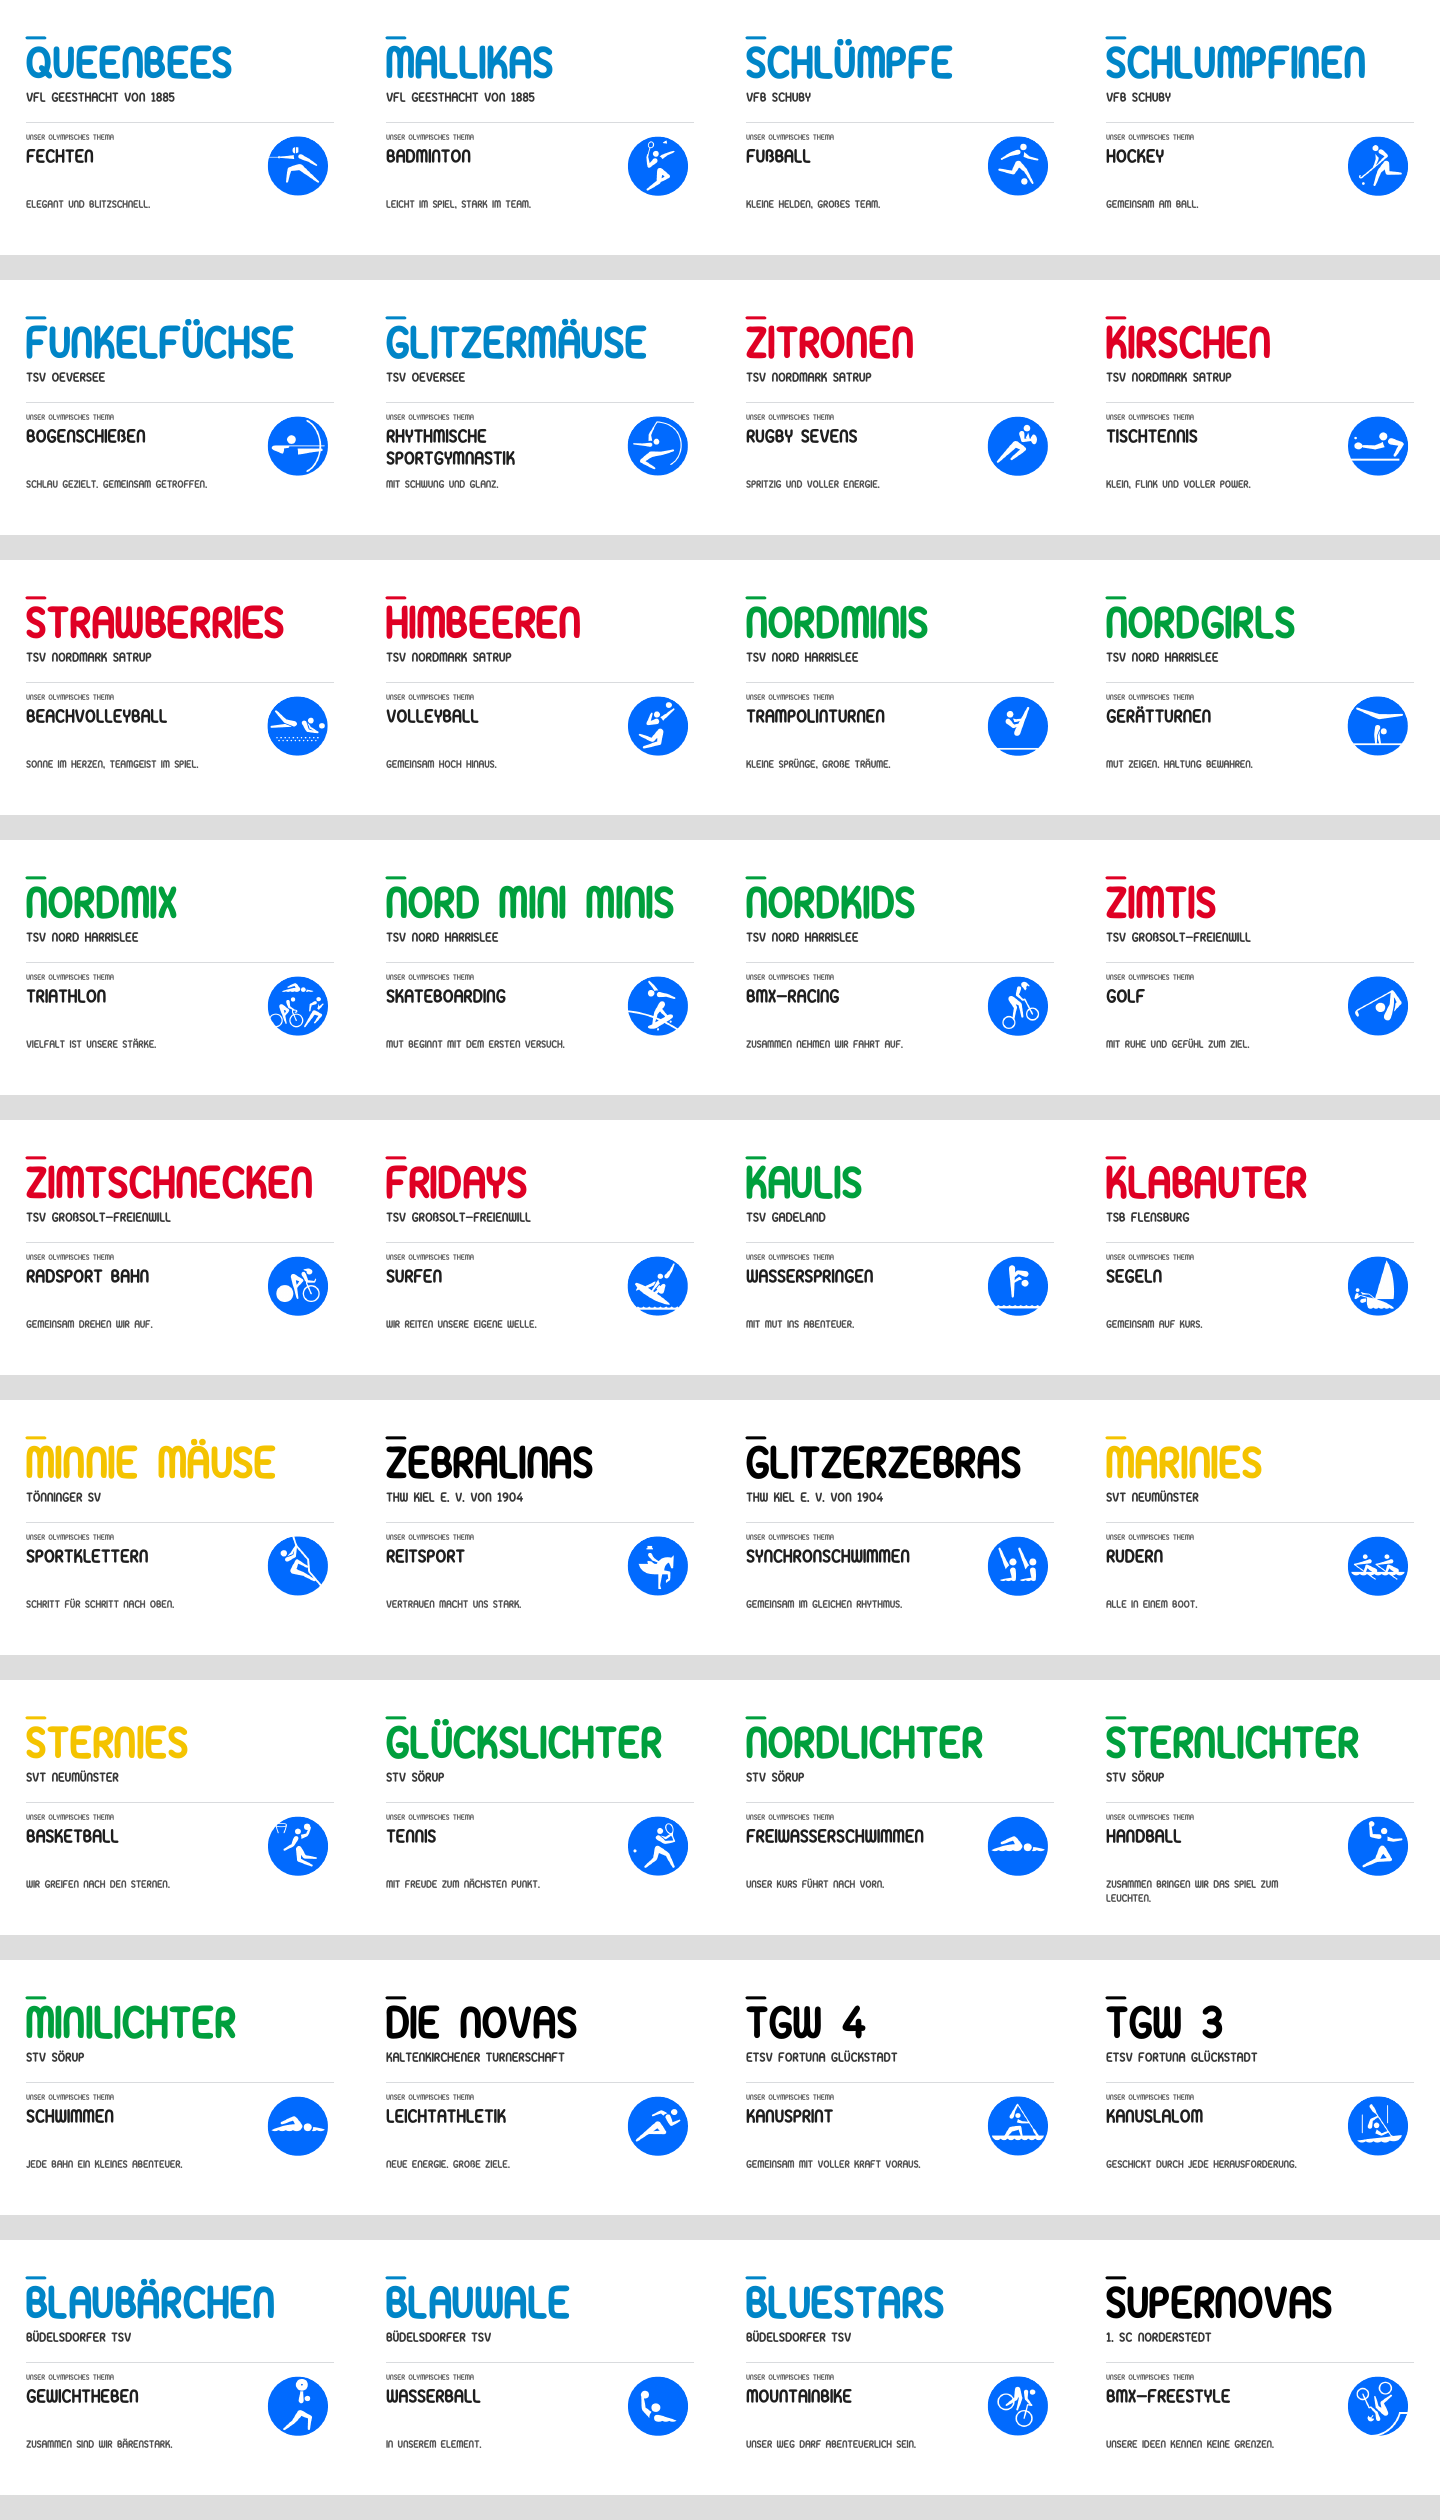 QUEENBEES
VFL GEESTHACHT VON 1885
UNSER OLYMPISCHES THEMA
FECHTEN
ELEGANT UND BLITZSCHNELL.
MALLIKAS
VFL GEESTHACHT VON 1885
UNSER OLYMPISCHES THEMA
BADMINTON
LEICHT IM SPIEL, STARK IM TEAM.
SCHLÜMPFE
VFB SCHUBY
UNSER OLYMPISCHES THEMA
FUẞBALL
KLEINE HELDEN, GROẞES TEAM.
SCHLUMPFINEN
VFB SCHUBY
UNSER OLYMPISCHES THEMA
HOCKEY
GEMEINSAM AM BALL.
FUNKELFÜCHSE
TSV OEVERSEE
UNSER OLYMPISCHES THEMA
BOGENSCHIEẞEN
SCHLAU GEZIELT. GEMEINSAM GETROFFEN.
GLITZERMÄUSE
TSV OEVERSEE
UNSER OLYMPISCHES THEMA
RHYTHMISCHE
SPORTGYMNASTIK
MIT SCHWUNG UND GLANZ.
ZITRONEN
TSV NORDMARK SATRUP
UNSER OLYMPISCHES THEMA
RUGBY SEVENS
SPRITZIG UND VOLLER ENERGIE.
KIRSCHEN
TSV NORDMARK SATRUP
UNSER OLYMPISCHES THEMA
TISCHTENNIS
KLEIN, FLINK UND VOLLER POWER.
STRAWBERRIES
TSV NORDMARK SATRUP
UNSER OLYMPISCHES THEMA
BEACHVOLLEYBALL
SONNE IM HERZEN, TEAMGEIST IM SPIEL.
HIMBEEREN
TSV NORDMARK SATRUP
UNSER OLYMPISCHES THEMA
VOLLEYBALL
GEMEINSAM HOCH HINAUS.
NORDMINIS
TSV NORD HARRISLEE
UNSER OLYMPISCHES THEMA
TRAMPOLINTURNEN
KLEINE SPRÜNGE, GROẞE TRÄUME.
NORDGIRLS
TSV NORD HARRISLEE
UNSER OLYMPISCHES THEMA
GERÄTTURNEN
MUT ZEIGEN. HALTUNG BEWAHREN.
NORDMIX
TSV NORD HARRISLEE
UNSER OLYMPISCHES THEMA
TRIATHLON
VIELFALT IST UNSERE STÄRKE.
NORD MINI MINIS
TSV NORD HARRISLEE
UNSER OLYMPISCHES THEMA
SKATEBOARDING
MUT BEGINNT MIT DEM ERSTEN VERSUCH.
NORDKIDS
TSV NORD HARRISLEE
UNSER OLYMPISCHES THEMA
BMX–RACING
ZUSAMMEN NEHMEN WIR FAHRT AUF.
ZIMTIS
TSV GROẞSOLT–FREIENWILL
UNSER OLYMPISCHES THEMA
GOLF
MIT RUHE UND GEFÜHL ZUM ZIEL.
ZIMTSCHNECKEN
TSV GROẞSOLT–FREIENWILL
UNSER OLYMPISCHES THEMA
RADSPORT BAHN
GEMEINSAM DREHEN WIR AUF.
FRIDAYS
TSV GROẞSOLT–FREIENWILL
UNSER OLYMPISCHES THEMA
SURFEN
WIR REITEN UNSERE EIGENE WELLE.
KAULIS
TSV GADELAND
UNSER OLYMPISCHES THEMA
WASSERSPRINGEN
MIT MUT INS ABENTEUER.
KLABAUTER
TSB FLENSBURG
UNSER OLYMPISCHES THEMA
SEGELN
GEMEINSAM AUF KURS.
MINNIE MÄUSE
TÖNNINGER SV
UNSER OLYMPISCHES THEMA
SPORTKLETTERN
SCHRITT FÜR SCHRITT NACH OBEN.
ZEBRALINAS
THW KIEL E. V. VON 1904
UNSER OLYMPISCHES THEMA
REITSPORT
VERTRAUEN MACHT UNS STARK.
GLITZERZEBRAS
THW KIEL E. V. VON 1904
UNSER OLYMPISCHES THEMA
SYNCHRONSCHWIMMEN
GEMEINSAM IM GLEICHEN RHYTHMUS.
MARINIES
SVT NEUMÜNSTER
UNSER OLYMPISCHES THEMA
RUDERN
ALLE IN EINEM BOOT.
STERNIES
SVT NEUMÜNSTER
UNSER OLYMPISCHES THEMA
BASKETBALL
WIR GREIFEN NACH DEN STERNEN.
GLÜCKSLICHTER
STV SÖRUP
UNSER OLYMPISCHES THEMA
TENNIS
MIT FREUDE ZUM NÄCHSTEN PUNKT.
NORDLICHTER
STV SÖRUP
UNSER OLYMPISCHES THEMA
FREIWASSERSCHWIMMEN
UNSER KURS FÜHRT NACH VORN.
STERNLICHTER
STV SÖRUP
UNSER OLYMPISCHES THEMA
HANDBALL
ZUSAMMEN BRINGEN WIR DAS SPIEL ZUM
LEUCHTEN.
MINILICHTER
STV SÖRUP
UNSER OLYMPISCHES THEMA
SCHWIMMEN
JEDE BAHN EIN KLEINES ABENTEUER.
DIE NOVAS
KALTENKIRCHENER TURNERSCHAFT
UNSER OLYMPISCHES THEMA
LEICHTATHLETIK
NEUE ENERGIE. GROẞE ZIELE.
TGW 4
ETSV FORTUNA GLÜCKSTADT
UNSER OLYMPISCHES THEMA
KANUSPRINT
GEMEINSAM MIT VOLLER KRAFT VORAUS.
TGW 3
ETSV FORTUNA GLÜCKSTADT
UNSER OLYMPISCHES THEMA
KANUSLALOM
GESCHICKT DURCH JEDE HERAUSFORDERUNG.
BLAUBÄRCHEN
BÜDELSDORFER TSV
UNSER OLYMPISCHES THEMA
GEWICHTHEBEN
ZUSAMMEN SIND WIR BÄRENSTARK.
BLAUWALE
BÜDELSDORFER TSV
UNSER OLYMPISCHES THEMA
WASSERBALL
IN UNSEREM ELEMENT.
BLUESTARS
BÜDELSDORFER TSV
UNSER OLYMPISCHES THEMA
MOUNTAINBIKE
UNSER WEG DARF ABENTEUERLICH SEIN.
SUPERNOVAS
1. SC NORDERSTEDT
UNSER OLYMPISCHES THEMA
BMX–FREESTYLE
UNSERE IDEEN KENNEN KEINE GRENZEN.